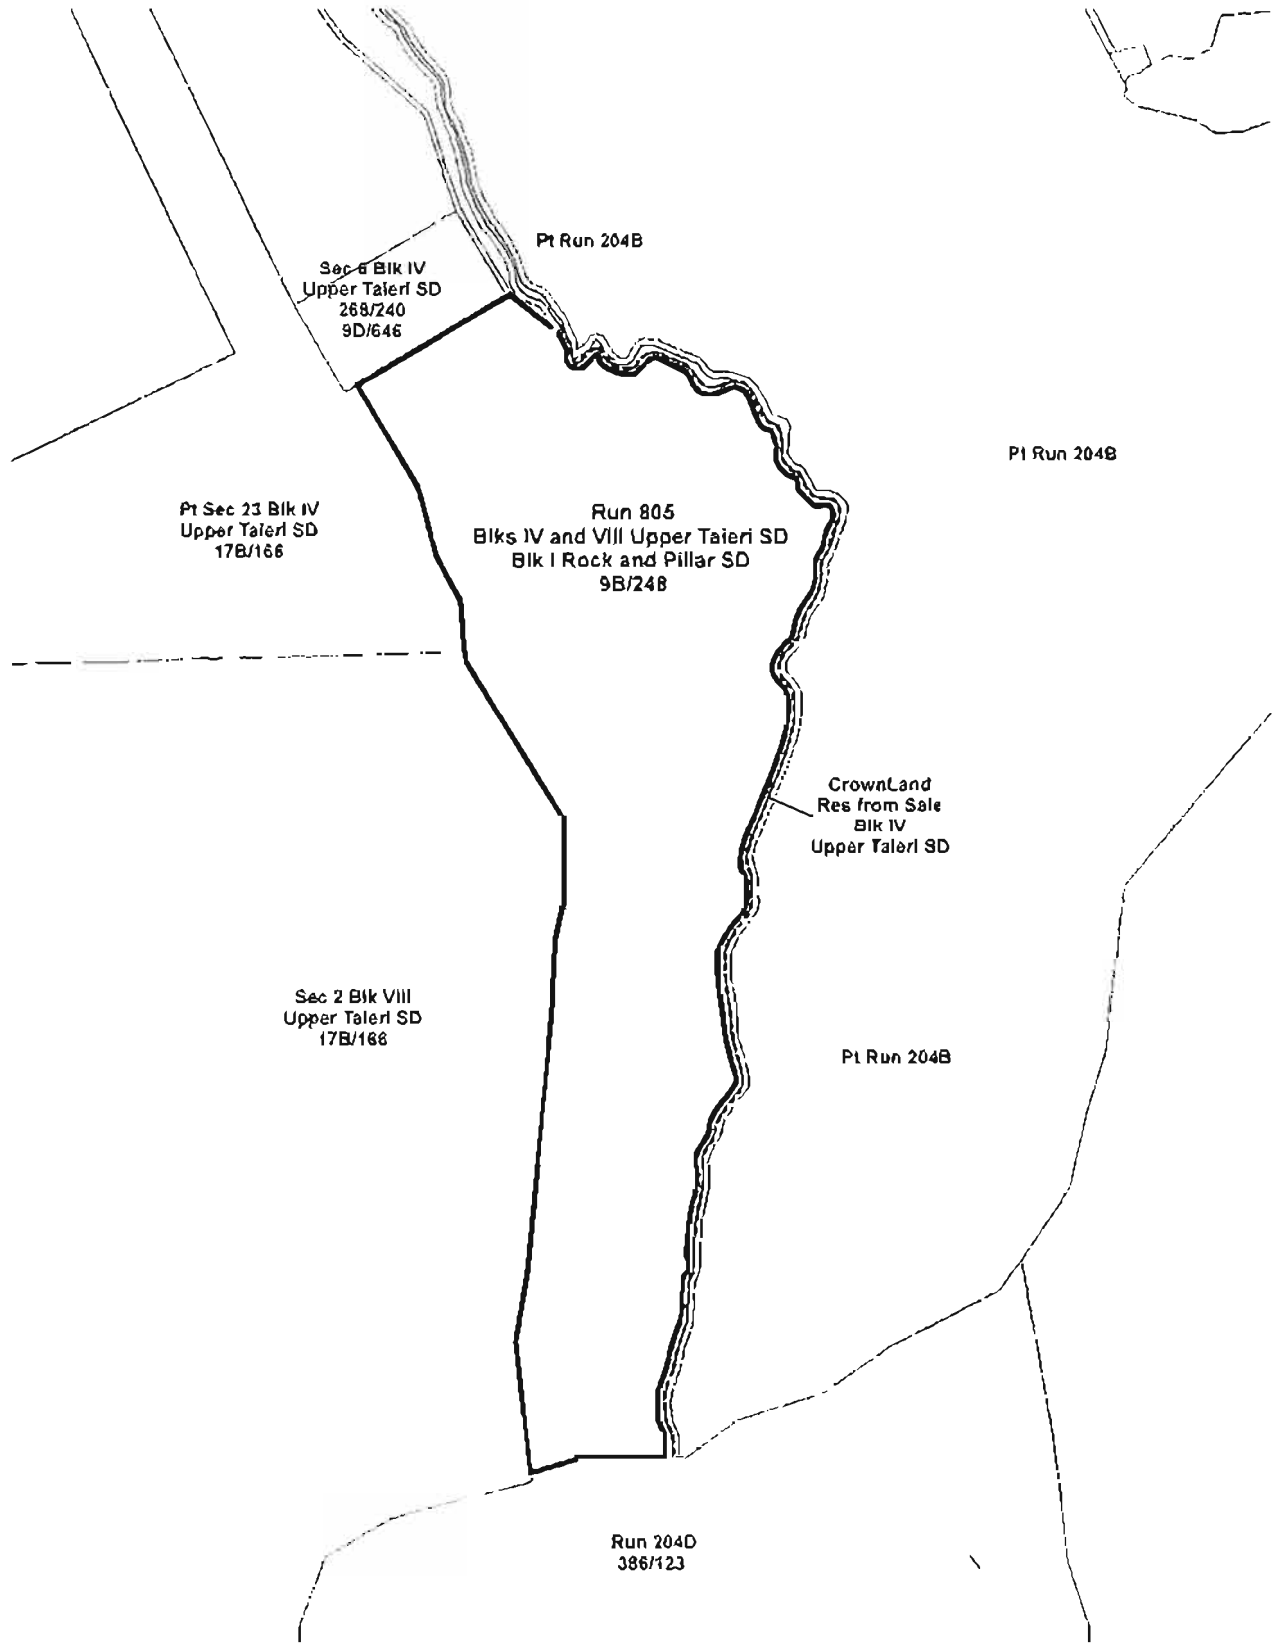 Pt Run 204B
Sec 6 Blk IV
Upper Taieri SD
268/240
9D/646
Pt Run 204B
Pt Sec 23 Blk IV
Upper Taieri SD
17B/166
Run 805
Blks IV and VIII Upper Taieri SD
Blk I Rock and Pillar SD
9B/248
Crown Land
Res from Sale
Blk IV
Upper Taieri SD
Sec 2 Blk VIII
Upper Taieri SD
17B/166
Pt Run 204B
Run 204D
386/123